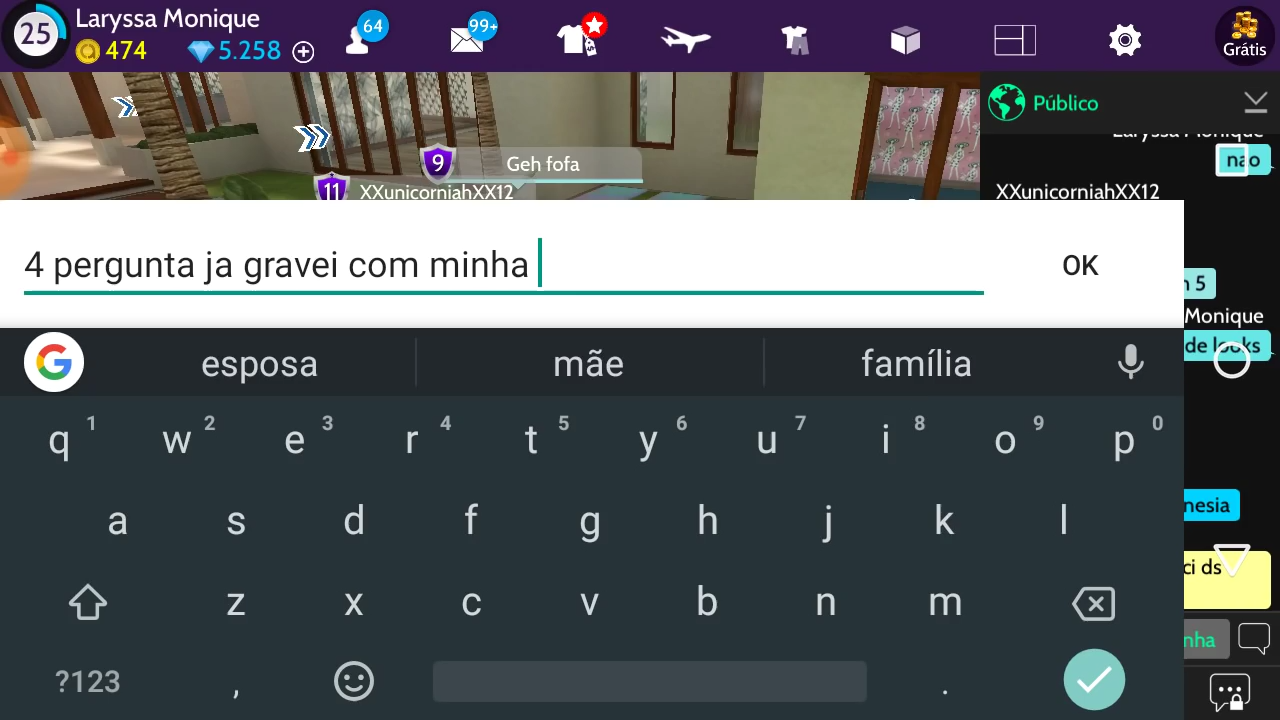 Laryssa Monique
25
474
5.258
64
99+
Grátis
Público
nao
9 Geh fofa
11 XXunicorniahXX12
XXunicorniahXX12
4 pergunta ja gravei com minha
OK
5
Monique
de looks
esposa mãe família
q 1 w 2 e 3 r 4 t 5 y 6 u 7 i 8 o 9 p 0
a s d f g h j k l
nesia
ci ds
z x c v b n m
nha
?123 , .